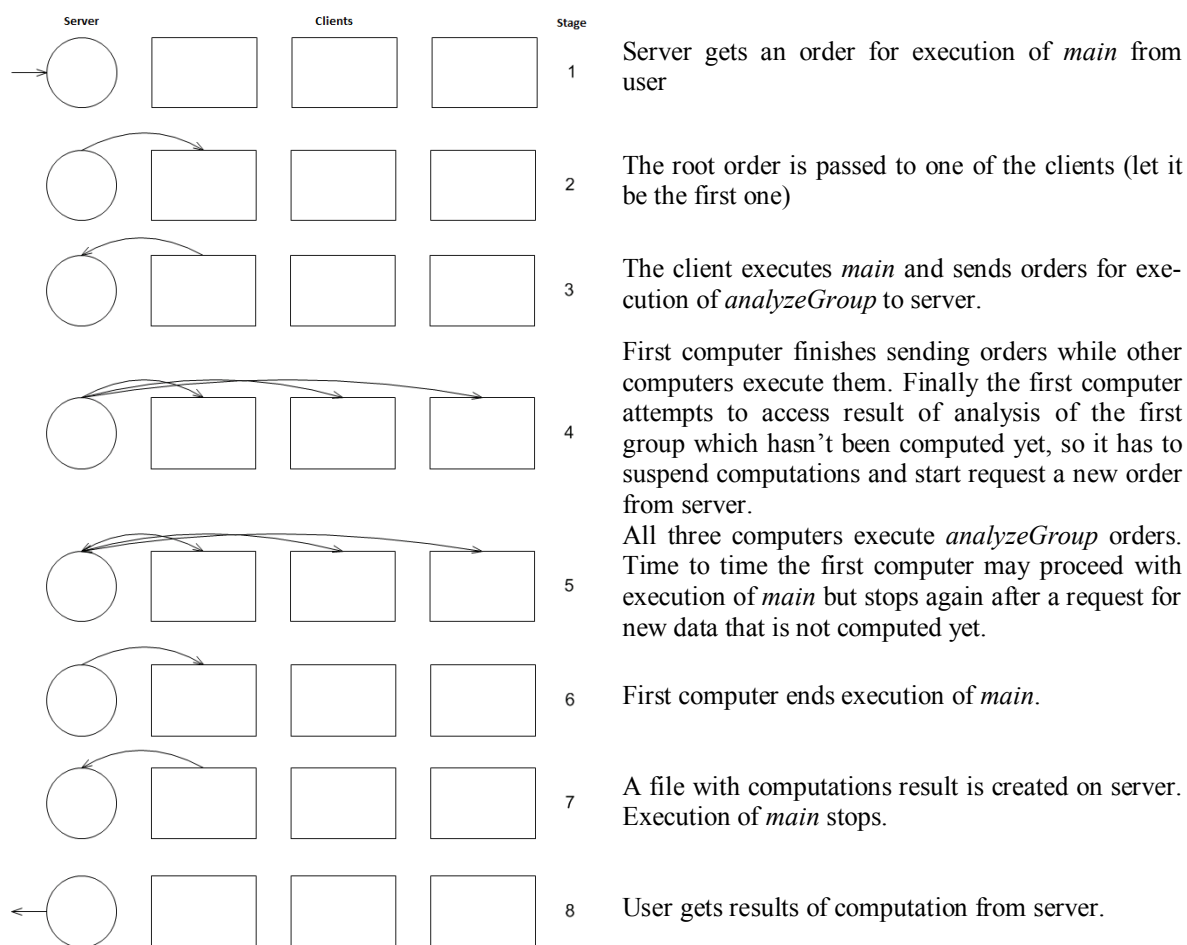 Server Clients Stage
1 Server gets an order for execution of main from
user
2 The root order is passed to one of the clients (let it
be the first one)
3 The client executes main and sends orders for exe-
cution of analyzeGroup to server.
First computer finishes sending orders while other
computers execute them. Finally the first computer
attempts to access result of analysis of the first
4 group which hasn't been computed yet, so it has to
suspend computations and start request a new order
from server.
All three computers execute analyzeGroup orders.
Time to time the first computer may proceed with
5 execution of main but stops again after a request for
new data that is not computed yet.
6 First computer ends execution of main.
7 A file with computations result is created on server.
Execution of main stops.
8 User gets results of computation from server.